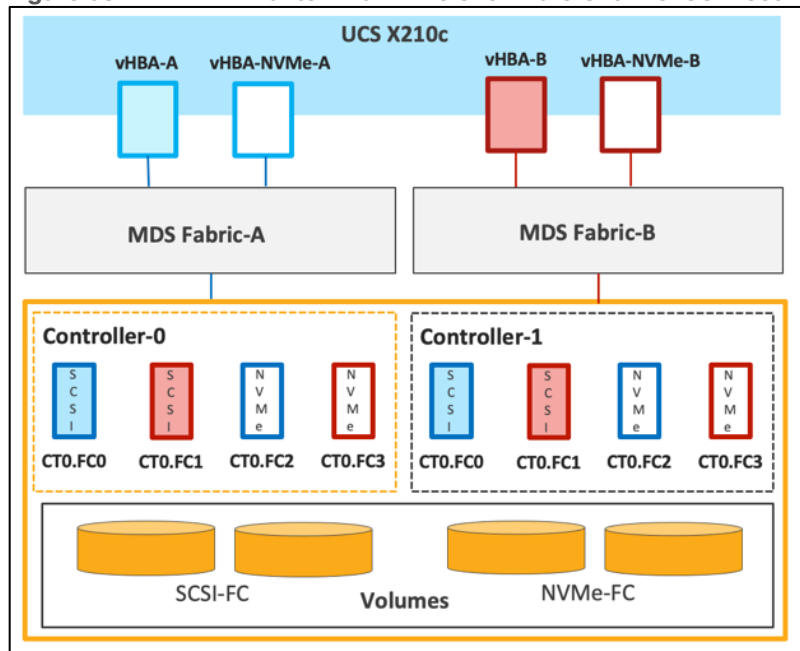 UCS X210c
vHBA-A vHBA-NVMe-A vHBA-B vHBA-NVMe-B
MDS Fabric-A MDS Fabric-B
Controller-0 Controller-1
SCSI SCSI NVMe NVMe SCSI SCSI NVMe NVMe
CT0.FC0 CT0.FC1 CT0.FC2 CT0.FC3 CT0.FC0 CT0.FC1 CT0.FC2 CT0.FC3
SCSI-FC NVMe-FC
Volumes